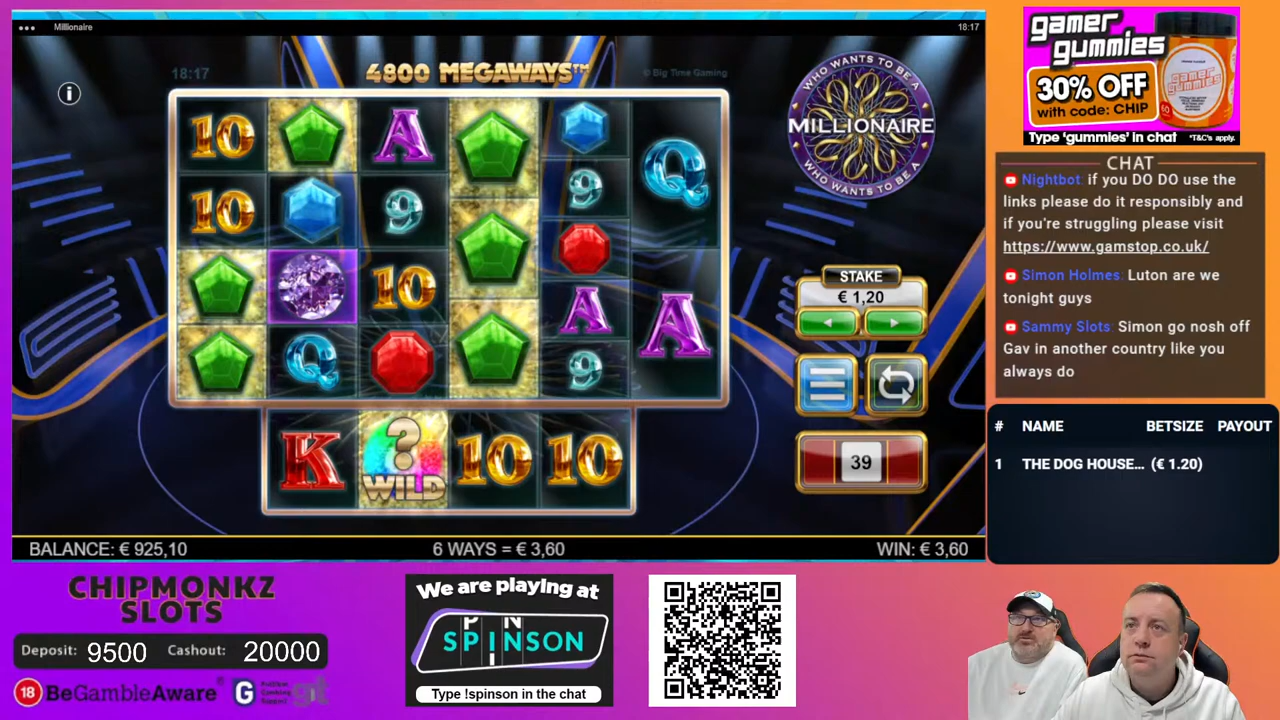 Millionaire
18:17
18:17
4800 MEGAWAYS™
© Big Time Gaming
WHO WANTS TO BE A
MILLIONAIRE
WHO WANTS TO BE A
10
A
10
9
9
Q
10
A
A
Q
9
K
?
WILD
10
10
STAKE
€ 1,20
39
BALANCE: € 925,10
6 WAYS = € 3,60
WIN: € 3,60
gamer
gummies
30% OFF
with code: CHIP
Type 'gummies' in chat
*T&C's apply.
gamer
gummies
60
CHAT
Nightbot: if you DO DO use the
links please do it responsibly and
if you're struggling please visit
https://www.gamstop.co.uk/
Simon Holmes: Luton are we
tonight guys
Sammy Slots: Simon go nosh off
Gav in another country like you
always do
# NAME BETSIZE PAYOUT
1 THE DOG HOUSE... (€ 1.20)
CHIPMONKZ
SLOTS
Deposit: 9500 Cashout: 20000
18 BeGambleAware
G
We are playing at
SPINSON
Type !spinson in the chat